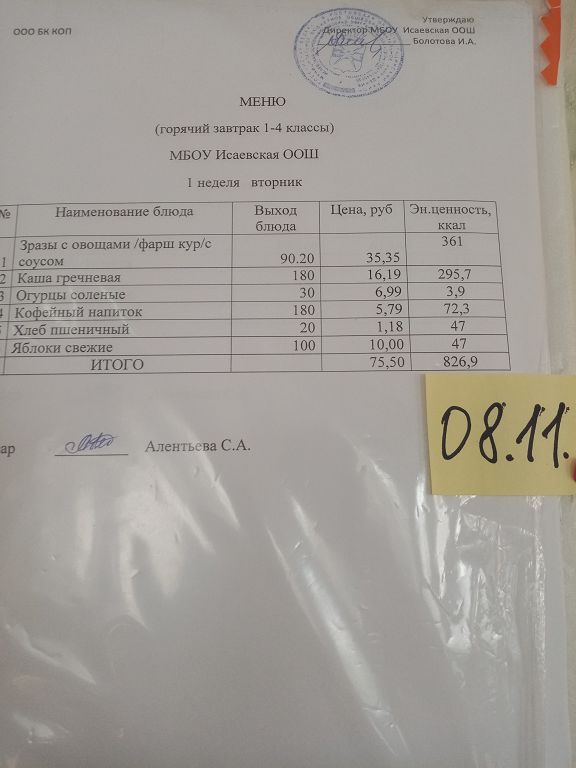 ООО БК КОП
Утверждаю
Директор МБОУ Исаевская ООШ
Болотова И.А.
МЕНЮ
(горячий завтрак 1-4 классы)
МБОУ Исаевская ООШ
1 неделя вторник
№ Наименование блюда Выход блюда Цена, руб Эн.ценность, ккал
1 Зразы с овощами /фарш кур/с соусом 90.20 35,35 361
2 Каша гречневая 180 16,19 295,7
3 Огурцы соленые 30 6,99 3,9
4 Кофейный напиток 180 5,79 72,3
Хлеб пшеничный 20 1,18 47
Яблоки свежие 100 10,00 47
ИТОГО 75,50 826,9
08.11.
ар Алентьева С.А.